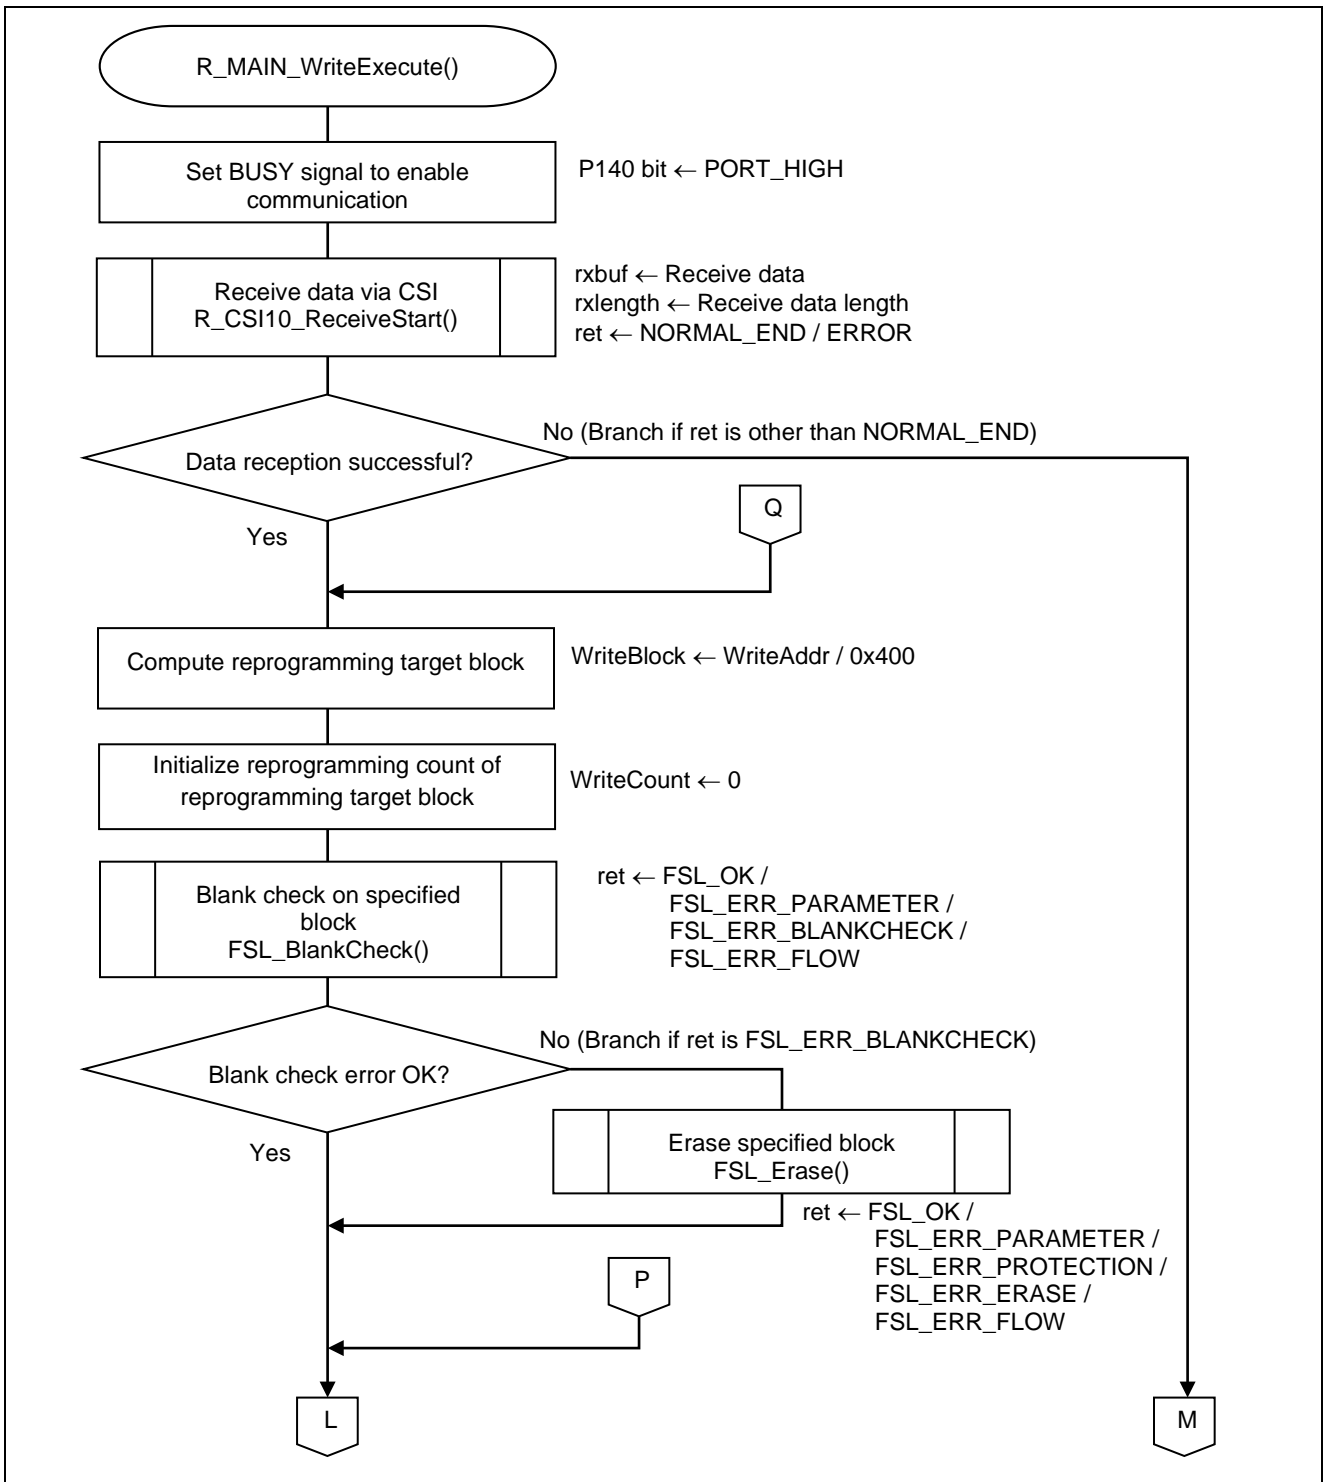 R_MAIN_WriteExecute()
Set BUSY signal to enable
communication
P140 bit ← PORT_HIGH
Receive data via CSI
R_CSI10_ReceiveStart()
rxbuf ← Receive data
rxlength ← Receive data length
ret ← NORMAL_END / ERROR
No (Branch if ret is other than NORMAL_END)
Data reception successful?
Q
Yes
Compute reprogramming target block
WriteBlock ← WriteAddr / 0x400
Initialize reprogramming count of
reprogramming target block
WriteCount ← 0
Blank check on specified
block
FSL_BlankCheck()
ret ← FSL_OK /
FSL_ERR_PARAMETER /
FSL_ERR_BLANKCHECK /
FSL_ERR_FLOW
No (Branch if ret is FSL_ERR_BLANKCHECK)
Blank check error OK?
Yes
Erase specified block
FSL_Erase()
ret ← FSL_OK /
FSL_ERR_PARAMETER /
FSL_ERR_PROTECTION /
FSL_ERR_ERASE /
FSL_ERR_FLOW
P
L
M